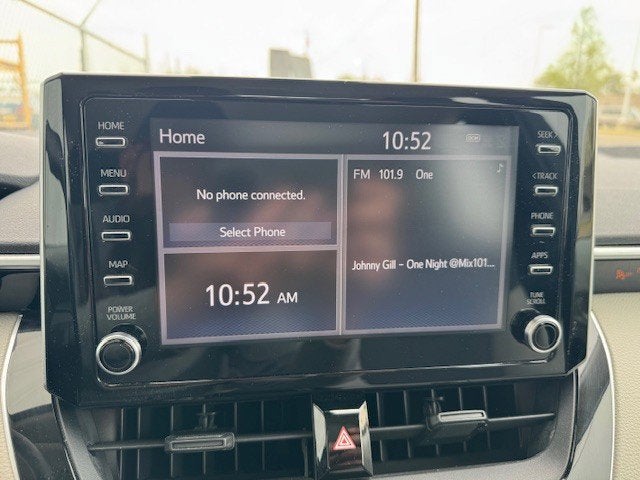 HOME
MENU
AUDIO
MAP
POWER
VOLUME
Home
10:52
DCM
No phone connected.
Select Phone
10:52 AM
FM 101.9 One
Johnny Gill - One Night @Mix101...
SEEK>
<TRACK
PHONE
APPS
TUNE
SCROLL